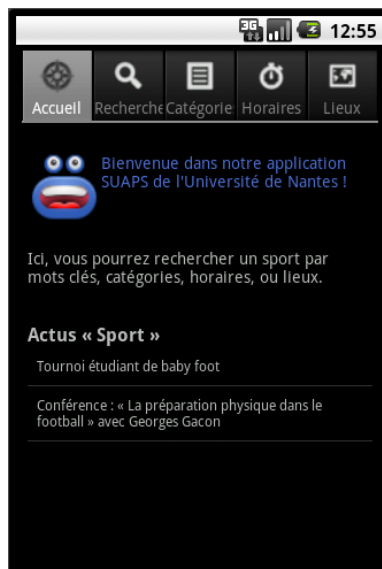 3G 12:55
Accueil Recherche Catégorie Horaires Lieux
Bienvenue dans notre application
SUAPS de l'Université de Nantes !
Ici, vous pourrez rechercher un sport par
mots clés, catégories, horaires, ou lieux.
Actus « Sport »
Tournoi étudiant de baby foot
Conférence : « La préparation physique dans le
football » avec Georges Gacon